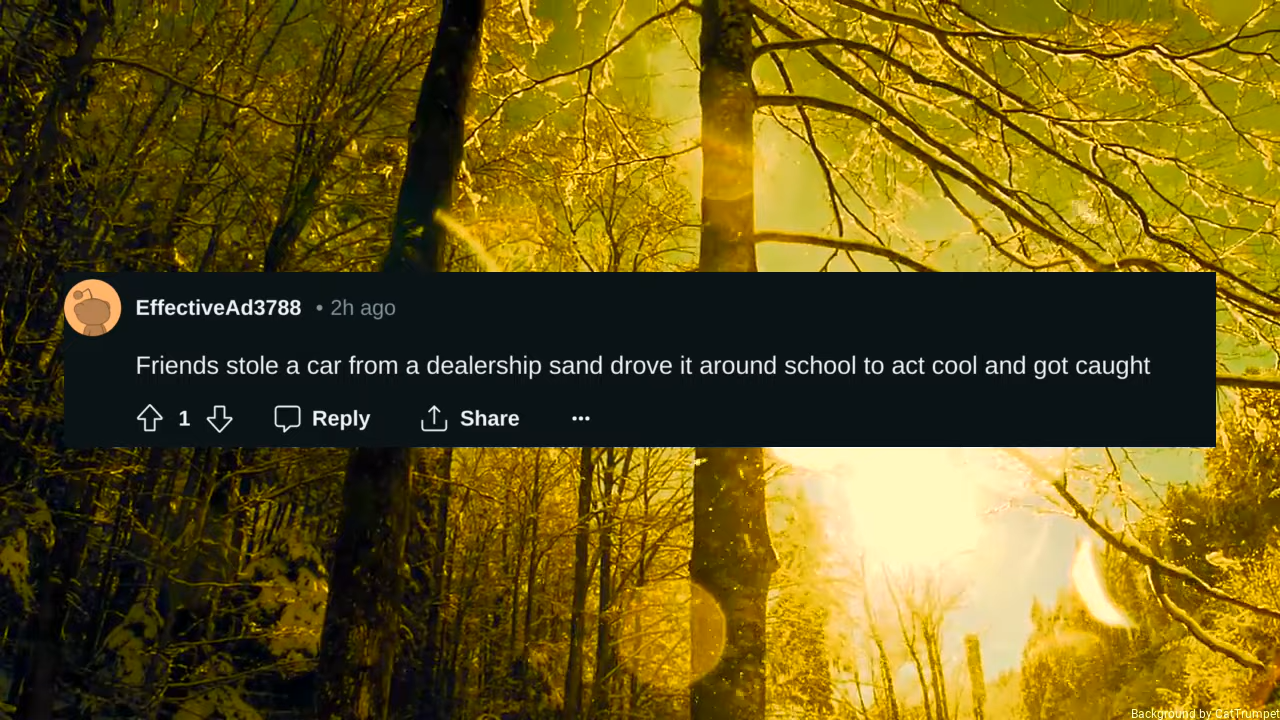 EffectiveAd3788 • 2h ago
Friends stole a car from a dealership sand drove it around school to act cool and got caught
1 Reply Share ···
Background by CatTrumpet